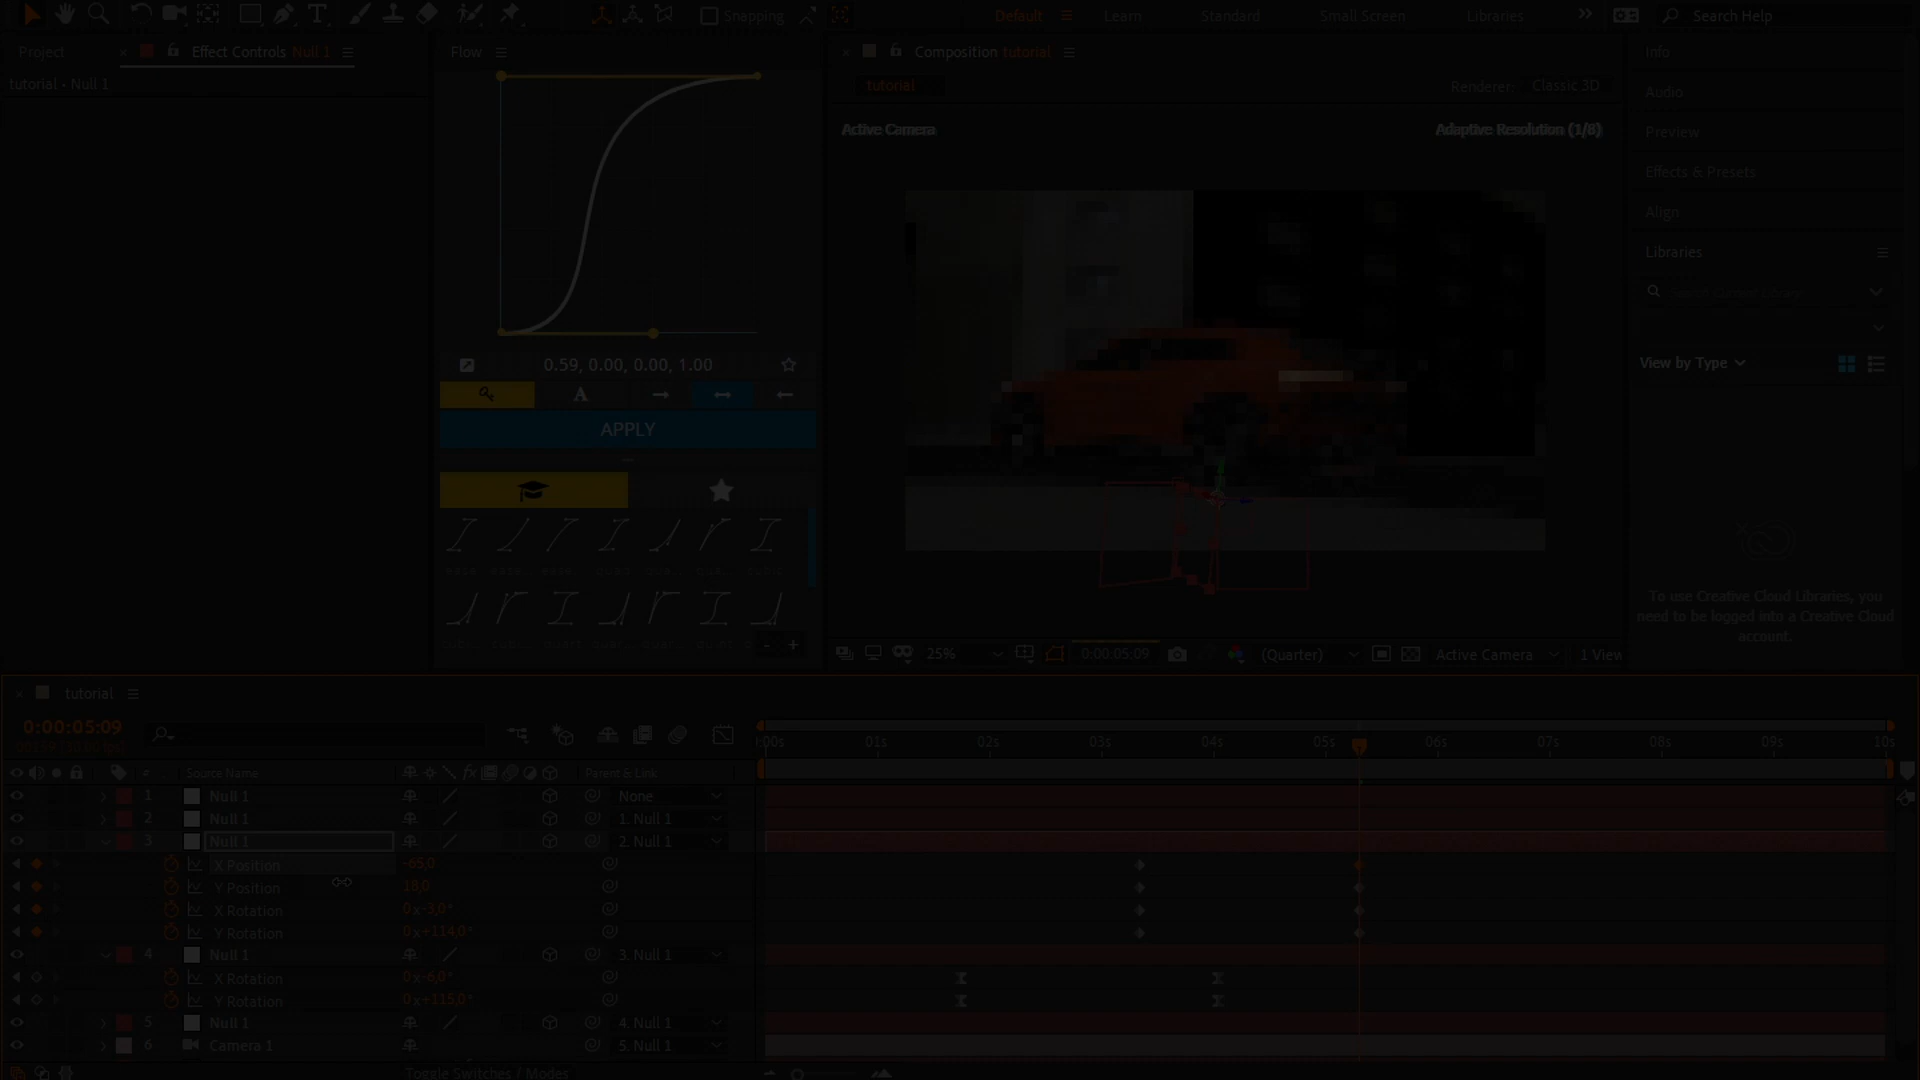 Snapping
Default
Learn
Standard
Small Screen
Libraries
Search Help
Project
Effect Controls Null 1
tutorial • Null 1
Flow
0.59, 0.00, 0.00, 1.00
APPLY
Composition tutorial
tutorial
Renderer:
Classic 3D
Active Camera
Adaptive Resolution (1/8)
25%
0:00:05:09
(Quarter)
Active Camera
1 View
Info
Audio
Preview
Effects & Presets
Align
Libraries
View by Type
To use Creative Cloud Libraries, you
need to be logged into a Creative Cloud
account.
tutorial
0:00:05:09
:00s 01s 02s 03s 04s 05s 06s 07s 08s 09s 10s
# Source Name Parent & Link
1 Null 1 None
2 Null 1 1. Null 1
3 Null 1 2. Null 1
X Position -65,0
Y Position 18,0
X Rotation 0x-3,0°
Y Rotation 0x+114,0°
4 Null 1 3. Null 1
X Rotation 0x-6,0°
Y Rotation 0x+115,0°
5 Null 1 4. Null 1
6 Camera 1 5. Null 1
Toggle Switches / Modes